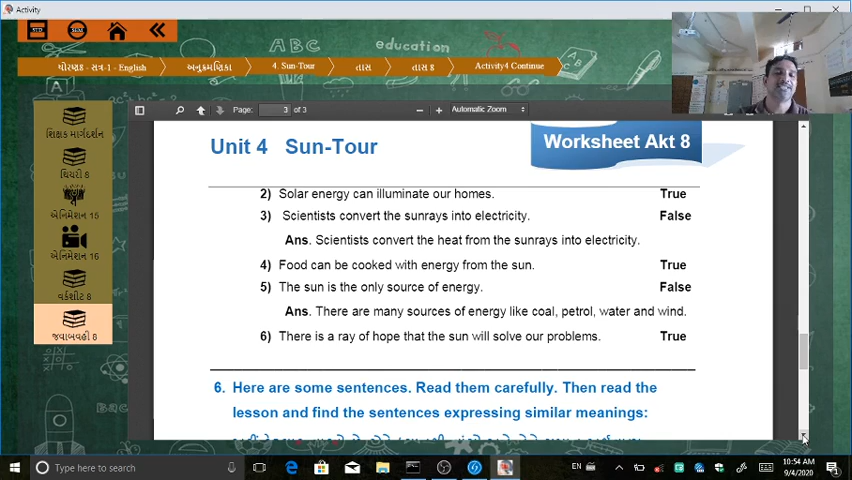 Activity
ABC
education
ધોરણ8 - સત્ર-1 - English
અનુક્રમણિકા
4. Sun-Tour
તાસ
તાસ 8
Activity4 Continue
A
શિક્ષક માર્ગદર્શન
થિયરી 8
એનિમેશન 15
એનિમેશન 16
વર્કશીટ 8
જવાબવહી 8
Page: 3 of 3
Automatic Zoom
Unit 4 Sun-Tour
Worksheet Akt 8
2) Solar energy can illuminate our homes. True
3) Scientists convert the sunrays into electricity. False
Ans. Scientists convert the heat from the sunrays into electricity.
4) Food can be cooked with energy from the sun. True
5) The sun is the only source of energy. False
Ans. There are many sources of energy like coal, petrol, water and wind.
6) There is a ray of hope that the sun will solve our problems. True
6. Here are some sentences. Read them carefully. Then read the
lesson and find the sentences expressing similar meanings:
Type here to search
EN
10:54 AM
9/4/2020